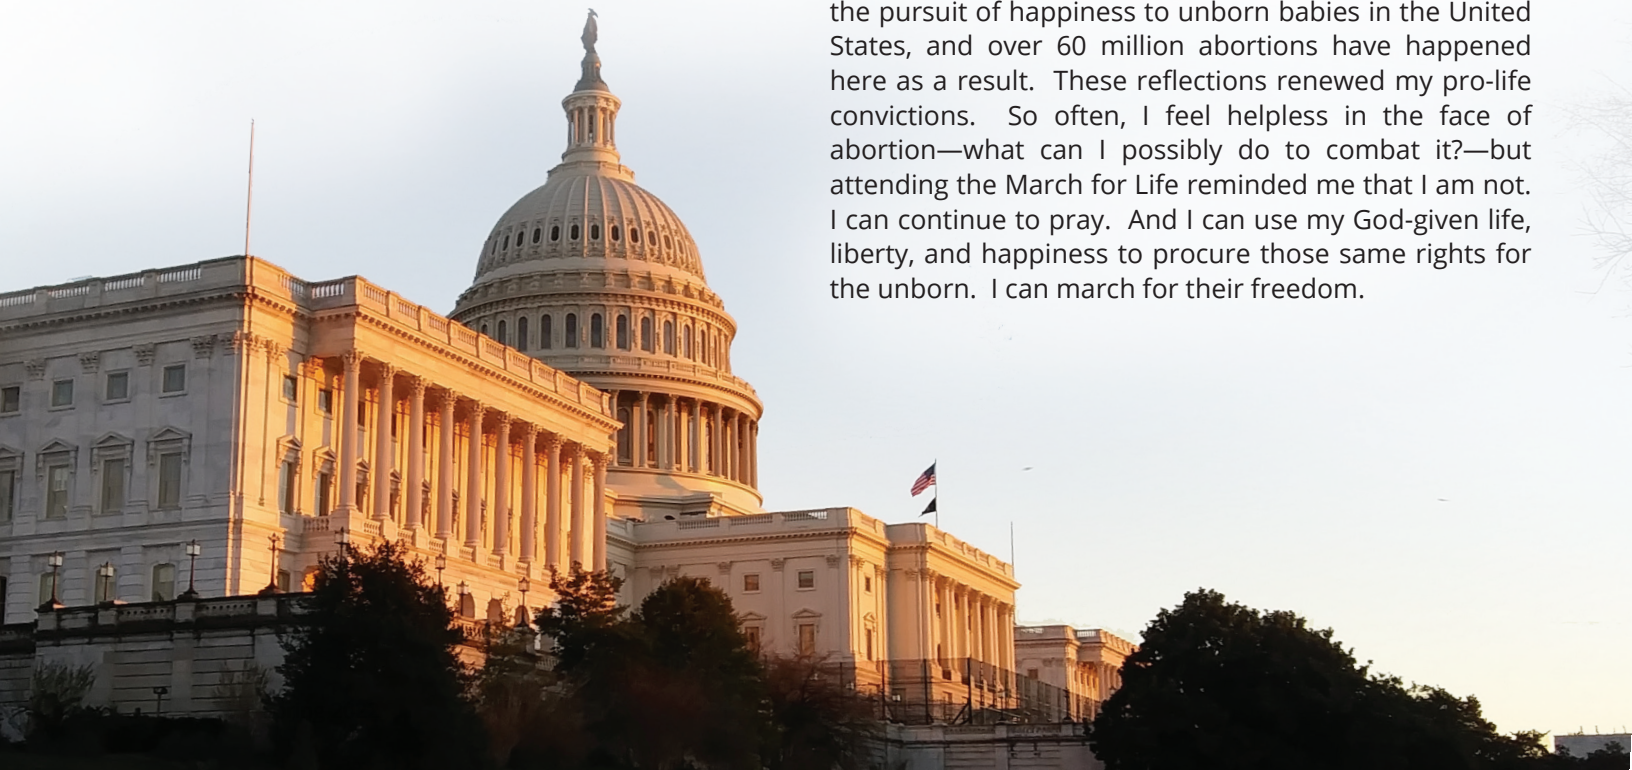 the pursuit of happiness to unborn babies in the United
States, and over 60 million abortions have happened
here as a result.  These reflections renewed my pro-life
convictions.  So often, I feel helpless in the face of
abortion—what can I possibly do to combat it?—but
attending the March for Life reminded me that I am not.
I can continue to pray.  And I can use my God-given life,
liberty, and happiness to procure those same rights for
the unborn.  I can march for their freedom.